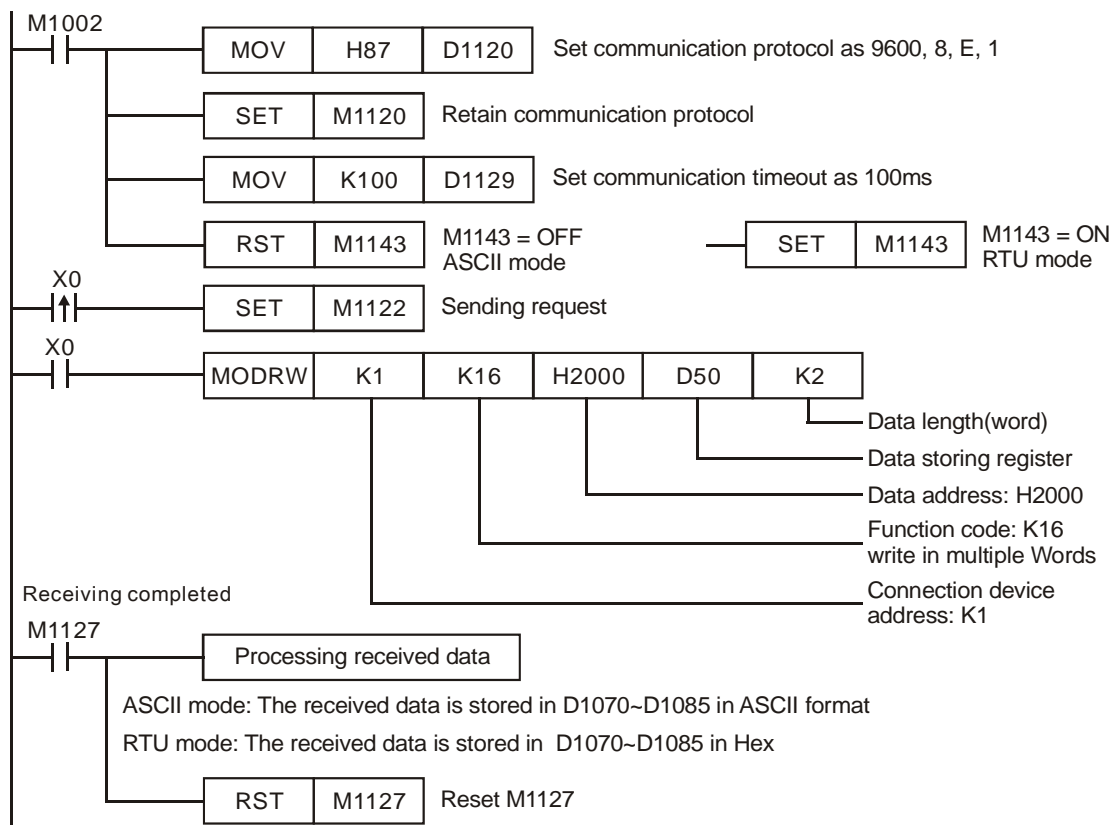 M1002
MOV H87 D1120 Set communication protocol as 9600, 8, E, 1
SET M1120 Retain communication protocol
MOV K100 D1129 Set communication timeout as 100ms
RST M1143 M1143 = OFF
ASCII mode
SET M1143 M1143 = ON
RTU mode
X0
SET M1122 Sending request
X0
MODRW K1 K16 H2000 D50 K2
Data length(word)
Data storing register
Data address: H2000
Function code: K16
write in multiple Words
Connection device
address: K1
Receiving completed
M1127
Processing received data
ASCII mode: The received data is stored in D1070~D1085 in ASCII format
RTU mode: The received data is stored in D1070~D1085 in Hex
RST M1127 Reset M1127